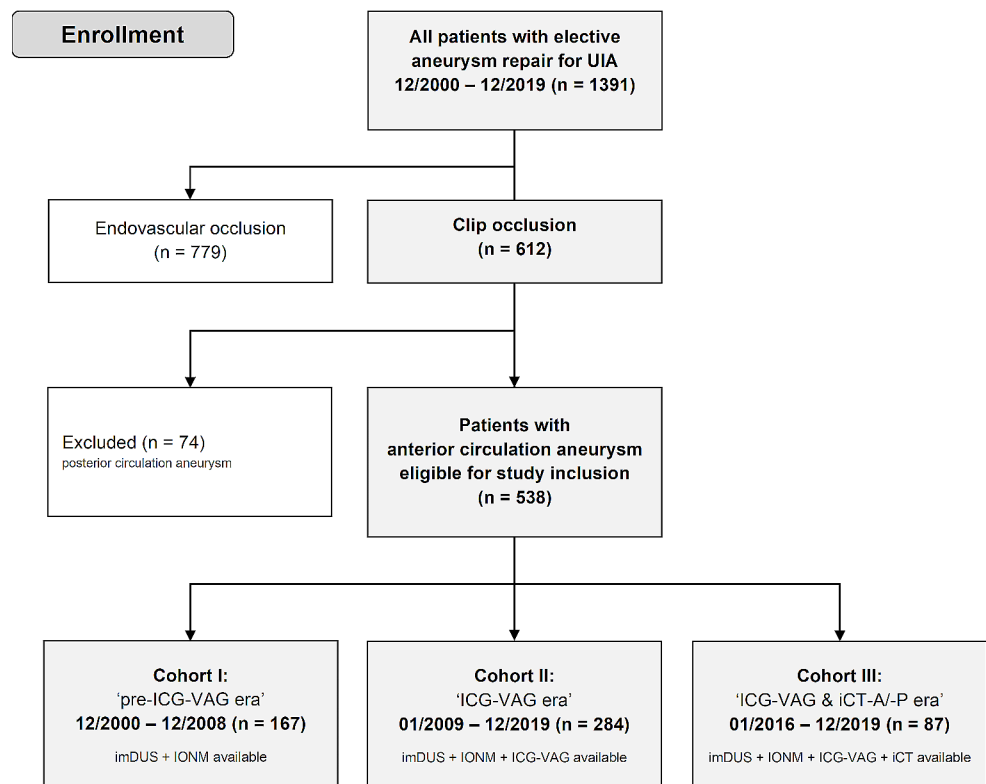 Enrollment
All patients with elective
aneurysm repair for UIA
12/2000 – 12/2019 (n = 1391)
Endovascular occlusion
(n = 779)
Clip occlusion
(n = 612)
Excluded (n = 74)
posterior circulation aneurysm
Patients with
anterior circulation aneurysm
eligible for study inclusion
(n = 538)
Cohort I:
‘pre-ICG-VAG era’
12/2000 – 12/2008 (n = 167)
imDUS + IONM available
Cohort II:
‘ICG-VAG era’
01/2009 – 12/2019 (n = 284)
imDUS + IONM + ICG-VAG available
Cohort III:
‘ICG-VAG & iCT-A/-P era’
01/2016 – 12/2019 (n = 87)
imDUS + IONM + ICG-VAG + iCT available